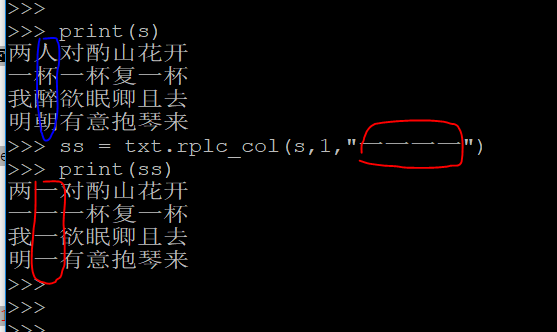 >>>
>>> print(s)
两人对酌山花开
一杯一杯复一杯
我醉欲眠卿且去
明朝有意抱琴来
>>> ss = txt.rplc_col(s,1,"一一一一")
>>> print(ss)
两一对酌山花开
一一一杯复一杯
我一欲眠卿且去
明一有意抱琴来
>>>
>>>
>>>